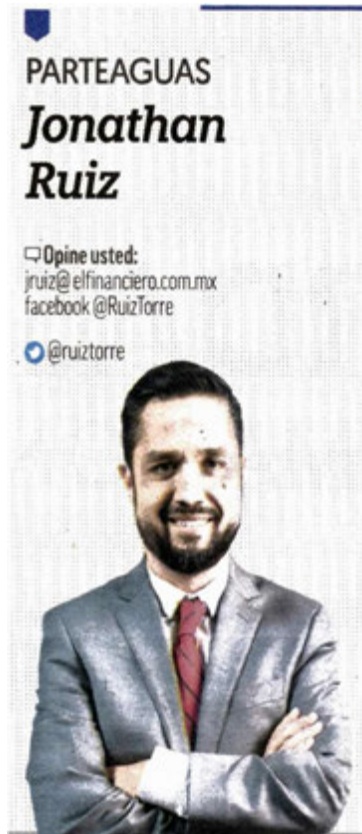 PARTEAGUAS
Jonathan
Ruiz
Opine usted:
jruiz@elfinanciero.com.mx
facebook @RuizTorre
@ruiztorre